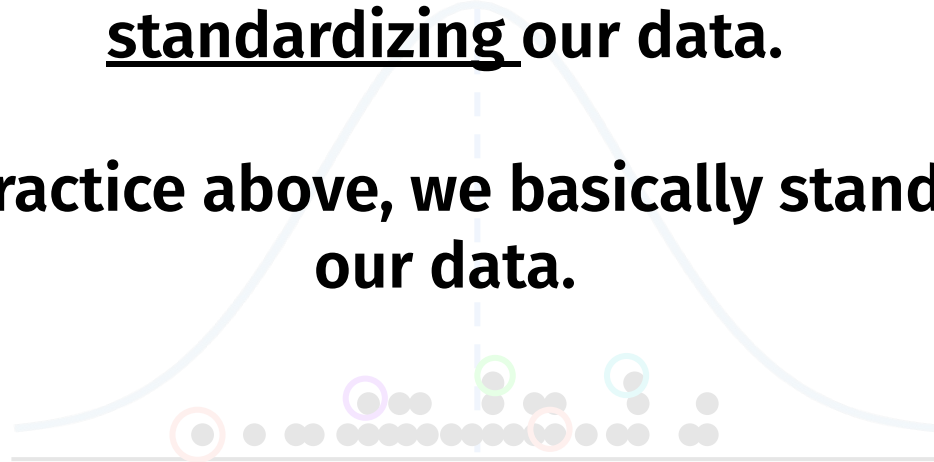 standardizing our data.
ractice above, we basically stand
our data.